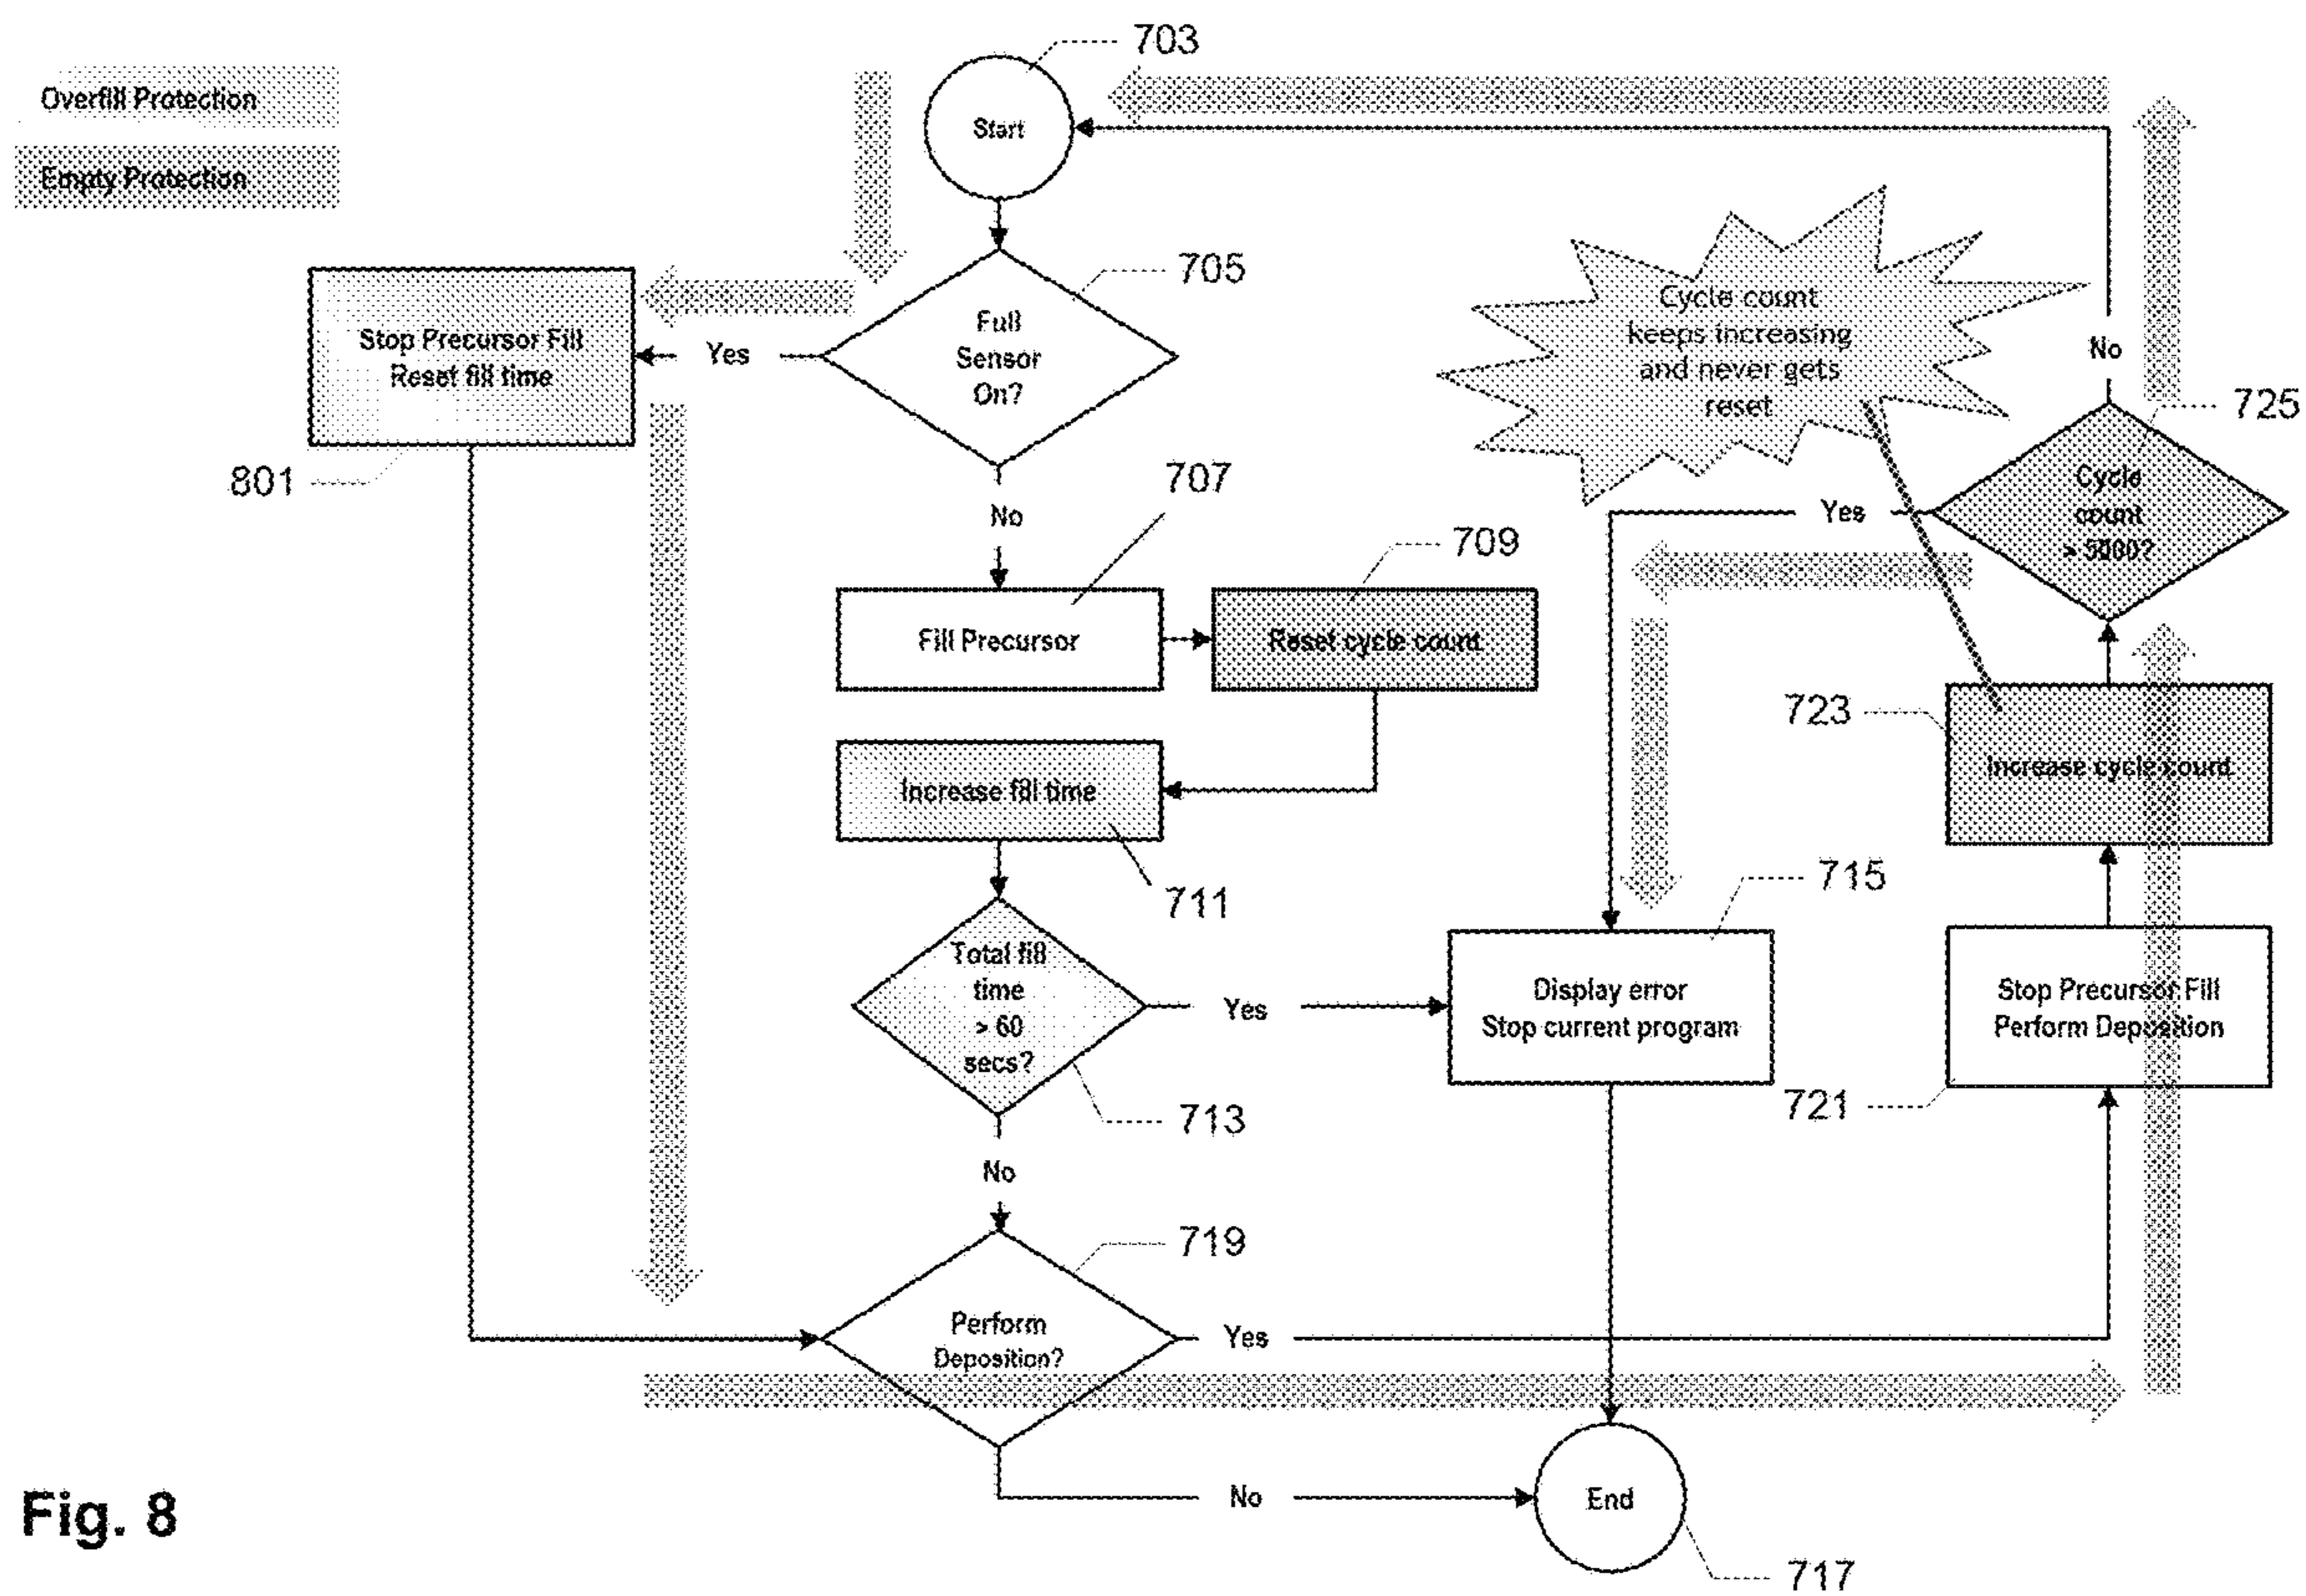 703
Overfill Protection
Start
Empty Protection
705
Full
Sensor
On?
Cycle count
keeps increasing
and never gets
reset
Stop Precursor Fill
Reset fill time
Yes
No
725
801
707
No
Cycle
count
> 5000?
Yes
709
Fill Precursor
Reset cycle count
723
Increase cycle count
Increase fill time
711
715
Total fill
time
> 60
secs?
Yes
Display error
Stop current program
Stop Precursor Fill
Perform Deposition
713
721
No
719
Perform
Deposition?
Yes
No
End
Fig. 8
717